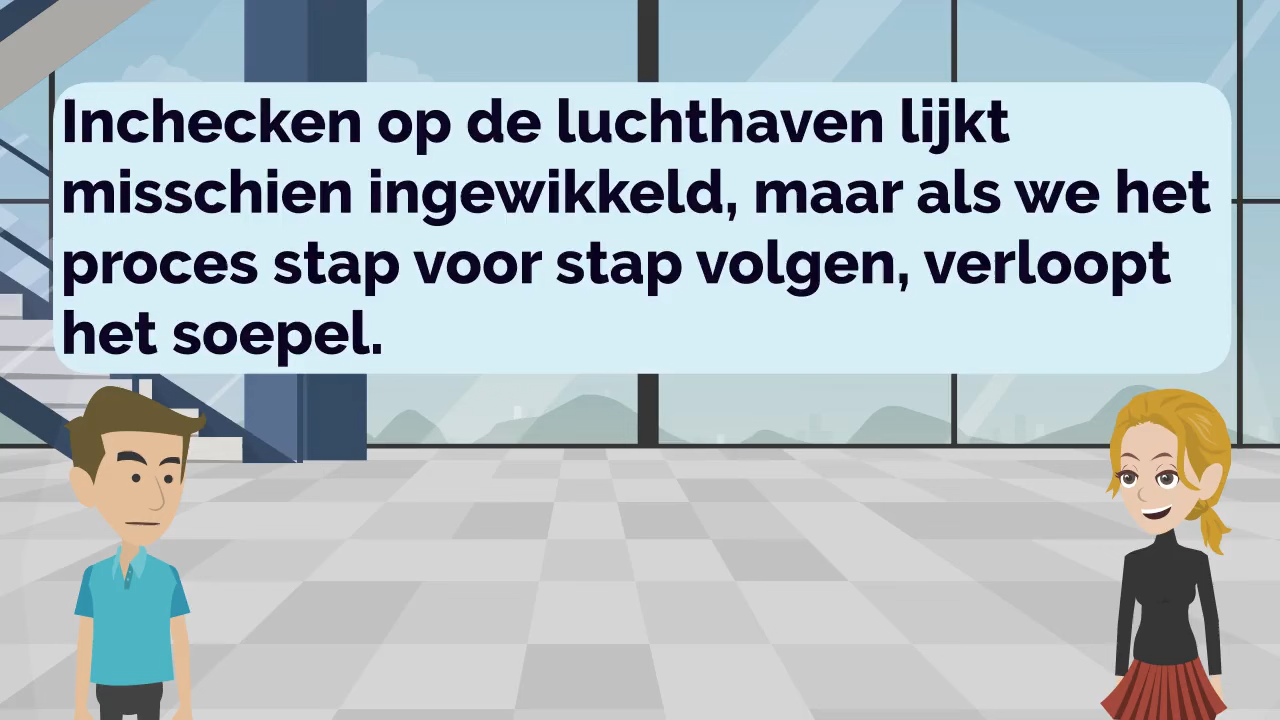 Inchecken op de luchthaven lijkt
misschien ingewikkeld, maar als we het
proces stap voor stap volgen, verloopt
het soepel.